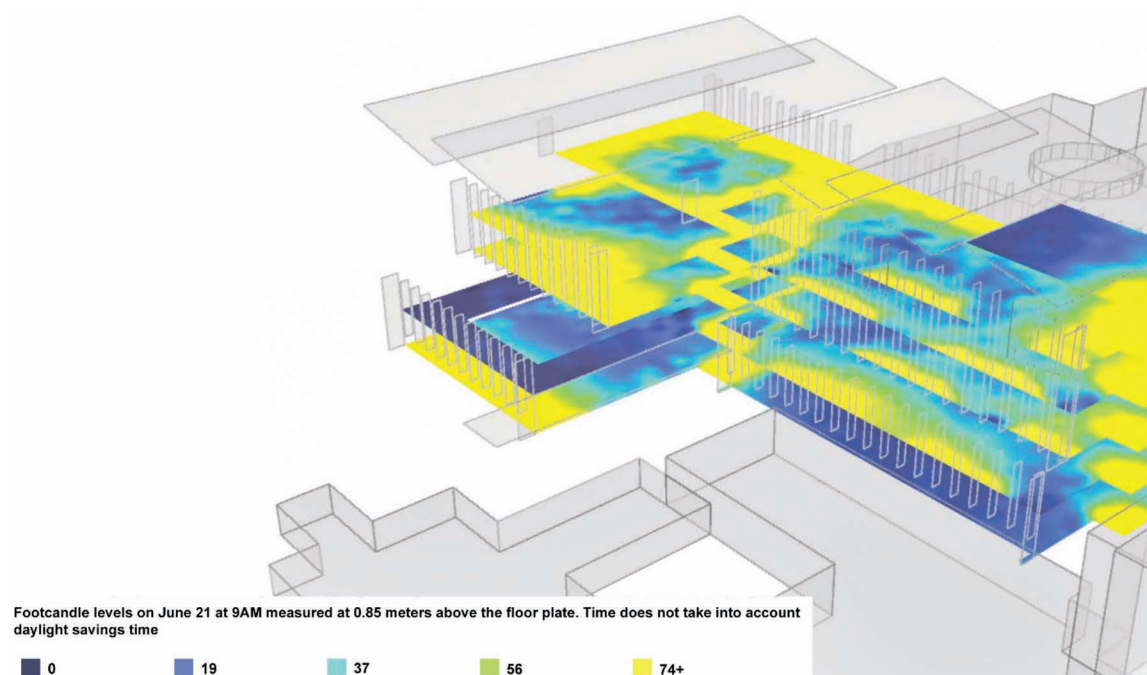 Footcandle levels on June 21 at 9AM measured at 0.85 meters above the floor plate. Time does not take into account
daylight savings time
0 19 37 56 74+